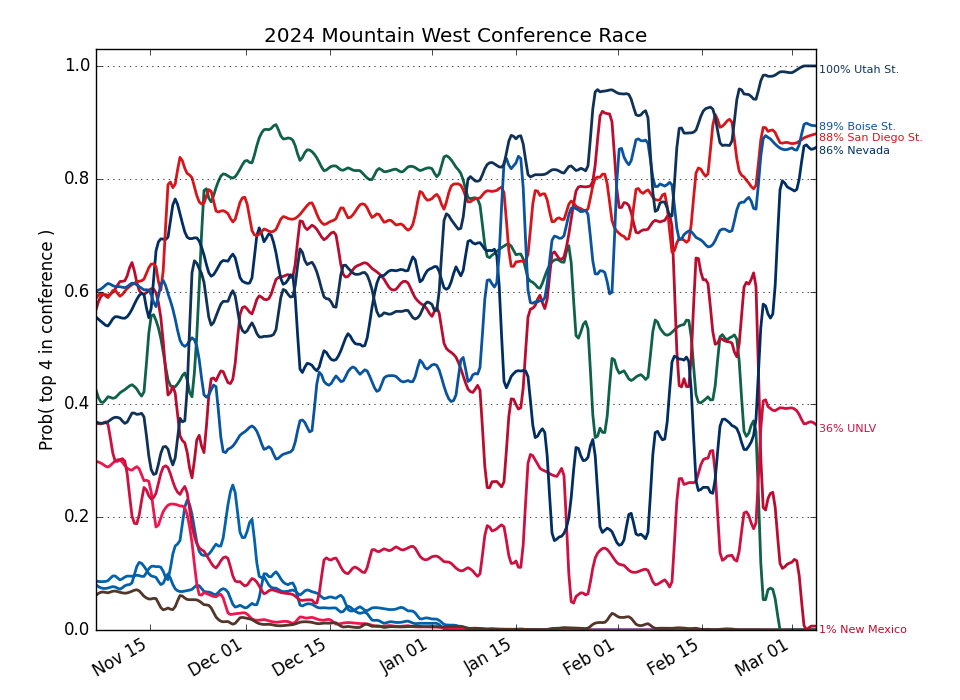 2024 Mountain West Conference Race
Prob( top 4 in conference )
1.0
0.8
0.6
0.4
0.2
0.0
Nov 15
Dec 01
Dec 15
Jan 01
Jan 15
Feb 01
Feb 15
Mar 01
100% Utah St.
89% Boise St.
88% San Diego St.
86% Nevada
36% UNLV
1% New Mexico